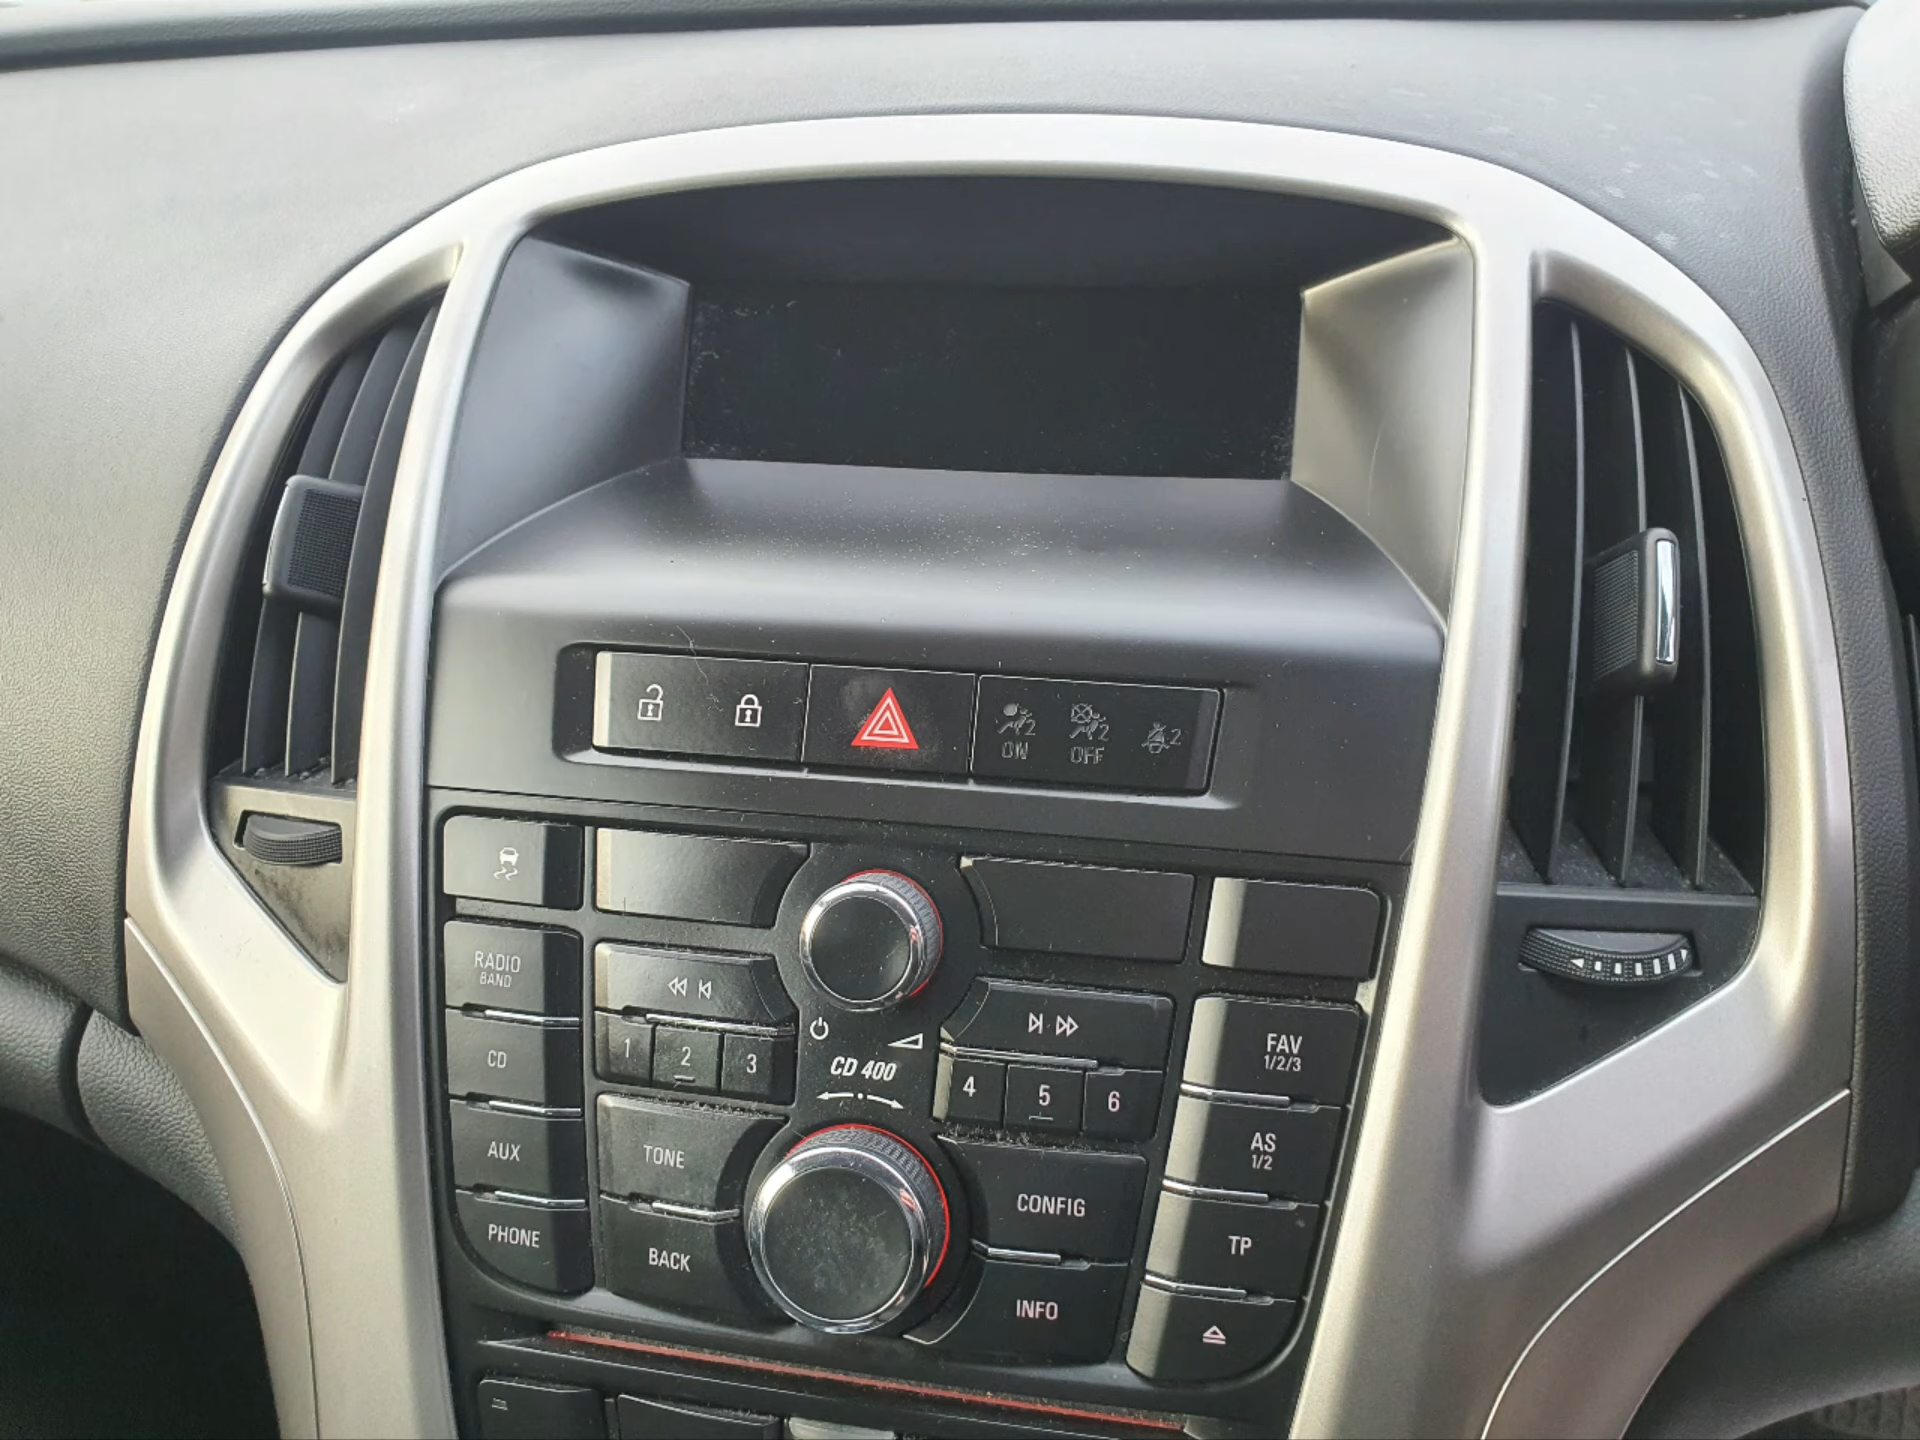 2
ON
2
OFF
2
RADIO
BAND
CD
AUX
PHONE
1 2 3
TONE
BACK
CD 400
4 5 6
CONFIG
INFO
FAV
1/2/3
AS
1/2
TP